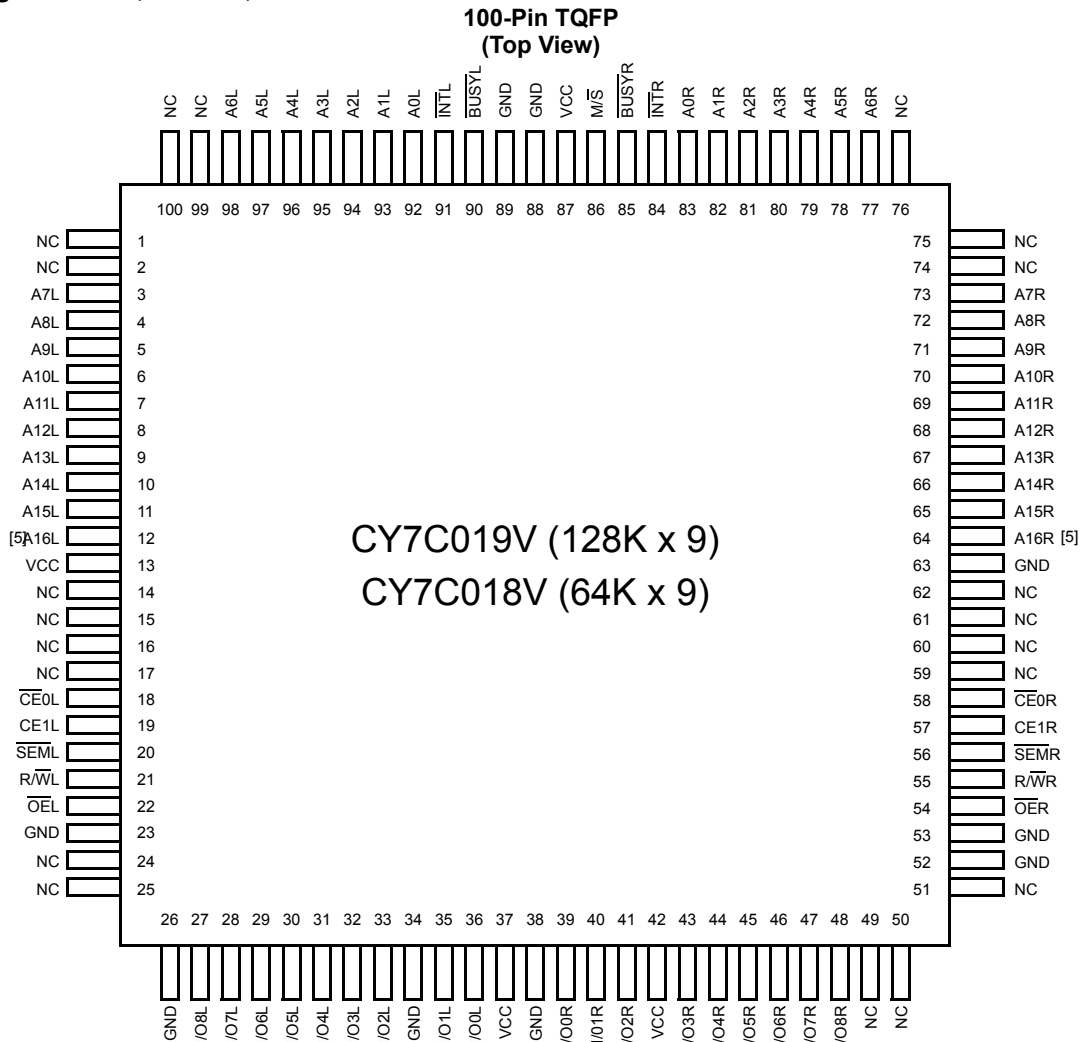 100-Pin TQFP
(Top View)
NC NC A6L A5L A4L A3L A2L A1L A0L INTL BUSYL GND GND VCC M/S BUSYR INTR A0R A1R A2R A3R A4R A5R A6R NC
100 99 98 97 96 95 94 93 92 91 90 89 88 87 86 85 84 83 82 81 80 79 78 77 76
NC 1 75 NC
NC 2 74 NC
A7L 3 73 A7R
A8L 4 72 A8R
A9L 5 71 A9R
A10L 6 70 A10R
A11L 7 69 A11R
A12L 8 68 A12R
A13L 9 67 A13R
A14L 10 66 A14R
A15L 11 65 A15R
[5]A16L 12 64 A16R [5]
VCC 13 63 GND
NC 14 62 NC
NC 15 61 NC
NC 16 60 NC
NC 17 59 NC
CE0L 18 58 CE0R
CE1L 19 57 CE1R
SEML 20 56 SEMR
R/WL 21 55 R/WR
OEL 22 54 OER
GND 23 53 GND
NC 24 52 GND
NC 25 51 NC
CY7C019V (128K x 9)
CY7C018V (64K x 9)
26 27 28 29 30 31 32 33 34 35 36 37 38 39 40 41 42 43 44 45 46 47 48 49 50
GND /O8L /O7L /O6L /O5L /O4L /O3L /O2L GND /O1L /O0L VCC GND /O0R I/01R /O2R VCC /O3R /O4R /O5R /O6R /O7R /O8R NC NC